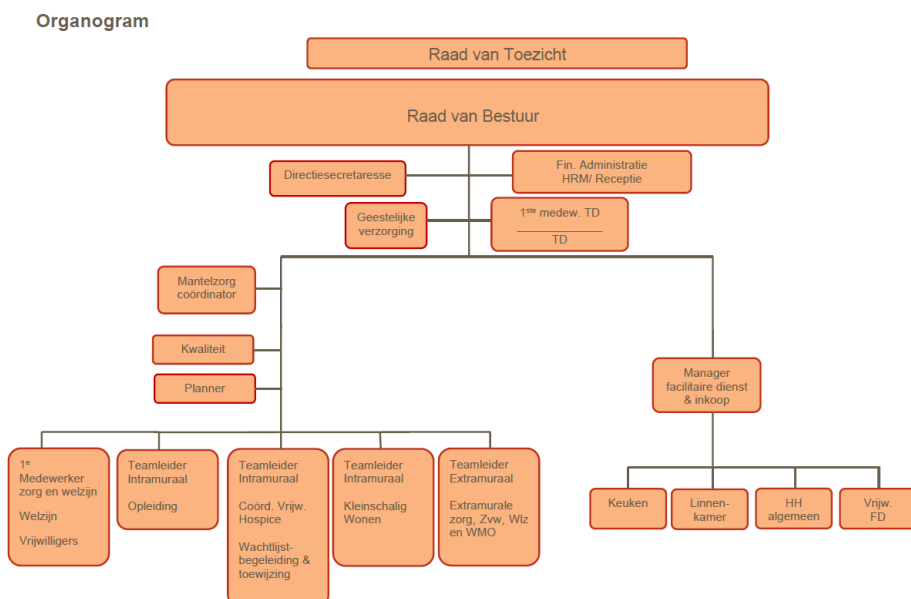 Organogram
Raad van Toezicht
Raad van Bestuur
Directiesecretaresse
Fin. Administratie
HRM/ Receptie
Geestelijke
verzorging
1ste medew. TD
TD
Mantelzorg
coördinator
Kwaliteit
Planner
Manager
facilitaire dienst
& inkoop
1e
Medewerker
zorg en welzijn
Welzijn
Vrijwilligers
Teamleider
Intramuraal
Opleiding
Teamleider
Intramuraal
Coörd. Vrijw.
Hospice
Wachtlijst-
begeleiding &
toewijzing
Teamleider
Intramuraal
Kleinschalig
Wonen
Teamleider
Extramuraal
Extramurale
zorg, Zvw, Wlz
en WMO
Keuken
Linnen-
kamer
HH
algemeen
Vrijw.
FD